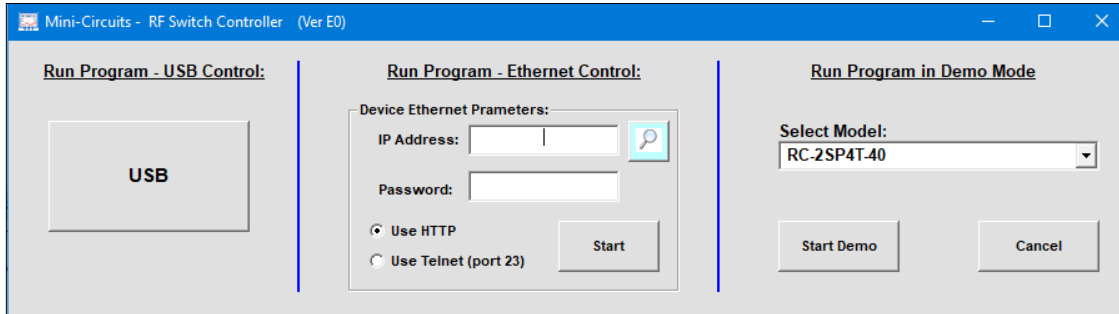 Mini-Circuits - RF Switch Controller (Ver E0)
Run Program - USB Control:
USB
Run Program - Ethernet Control:
Device Ethernet Prameters:
IP Address:
Password:
Use HTTP
Use Telnet (port 23)
Start
Run Program in Demo Mode
Select Model:
RC-2SP4T-40
Start Demo
Cancel